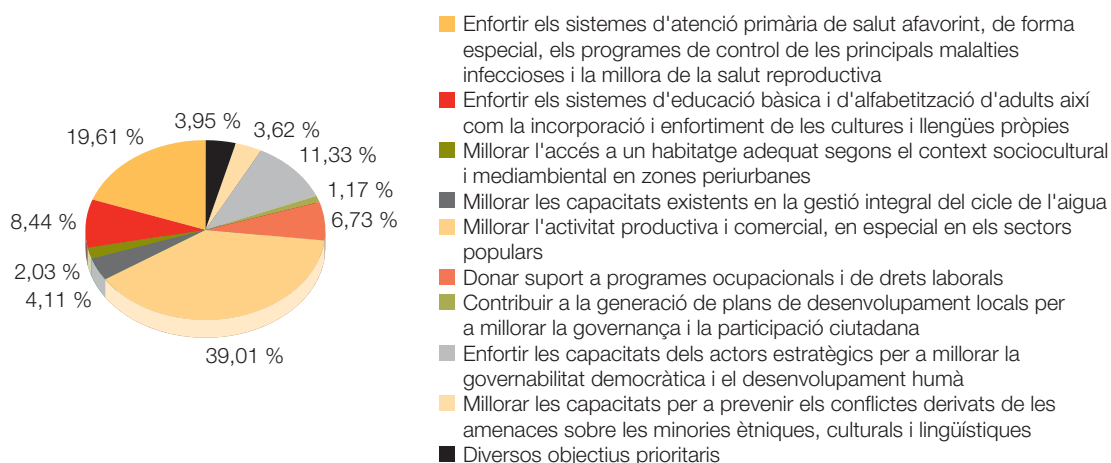 3,95 %
3,62 %
19,61 %
11,33 %
1,17 %
8,44 %
6,73 %
2,03 %
4,11 %
39,01 %
Enfortir els sistemes d'atenció primària de salut afavorint, de forma
especial, els programes de control de les principals malalties
infeccioses i la millora de la salut reproductiva
Enfortir els sistemes d'educació bàsica i d'alfabetització d'adults així
com la incorporació i enfortiment de les cultures i llengües pròpies
Millorar l'accés a un habitatge adequat segons el context sociocultural
i mediambiental en zones periurbanes
Millorar les capacitats existents en la gestió integral del cicle de l'aigua
Millorar l'activitat productiva i comercial, en especial en els sectors
populars
Donar suport a programes ocupacionals i de drets laborals
Contribuir a la generació de plans de desenvolupament locals per
a millorar la governança i la participació ciutadana
Enfortir les capacitats dels actors estratègics per a millorar la
governabilitat democràtica i el desenvolupament humà
Millorar les capacitats per a prevenir els conflictes derivats de les
amenaces sobre les minories ètniques, culturals i lingüístiques
Diversos objectius prioritaris